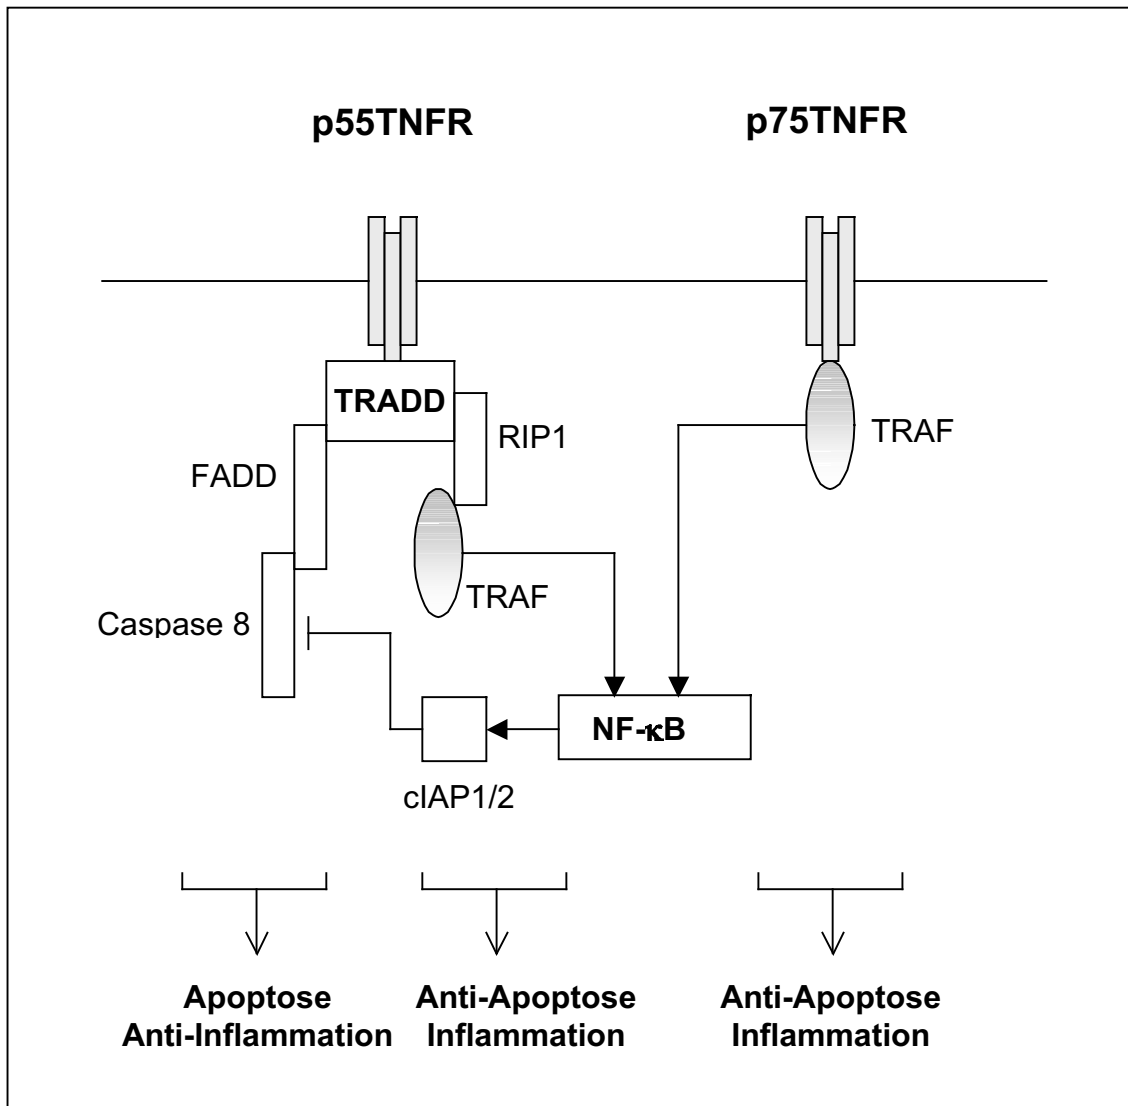 p55TNFR
p75TNFR
TRADD
RIP1
TRAF
FADD
TRAF
Caspase 8
NF-κB
cIAP1/2
Apoptose
Anti-Inflammation
Anti-Apoptose
Inflammation
Anti-Apoptose
Inflammation